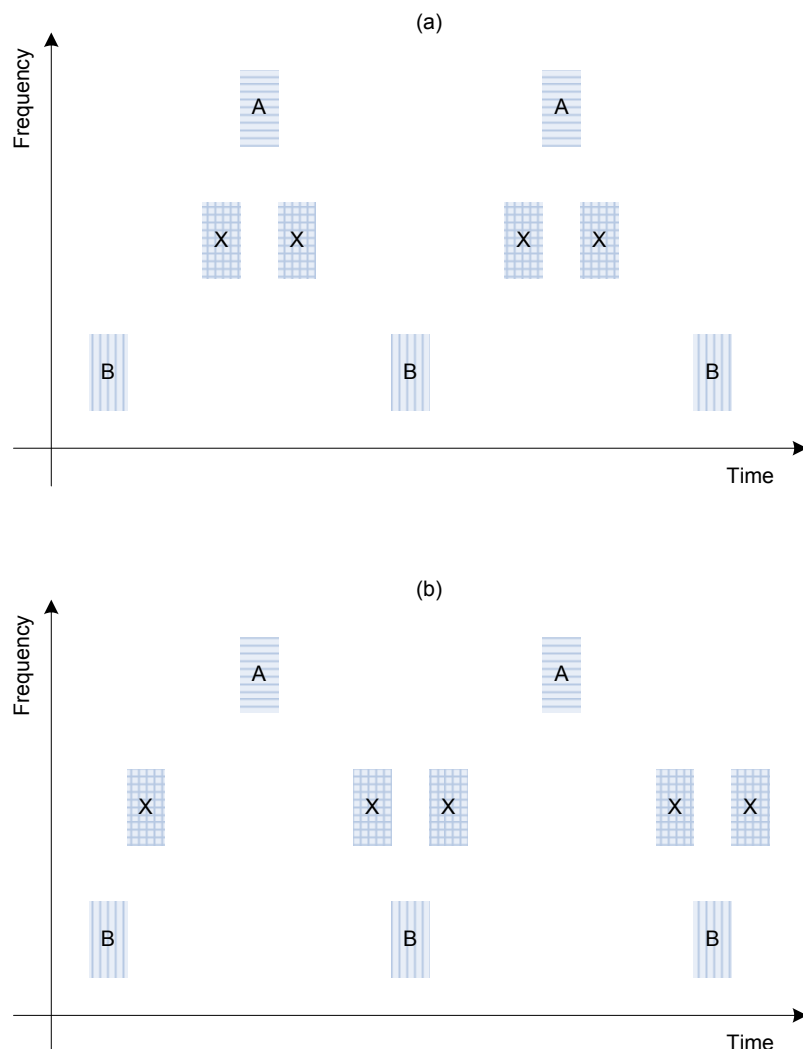 (a)
Frequency
A A
X X X X
B B B
Time
(b)
Frequency
A A
X X X X X
B B B
Time